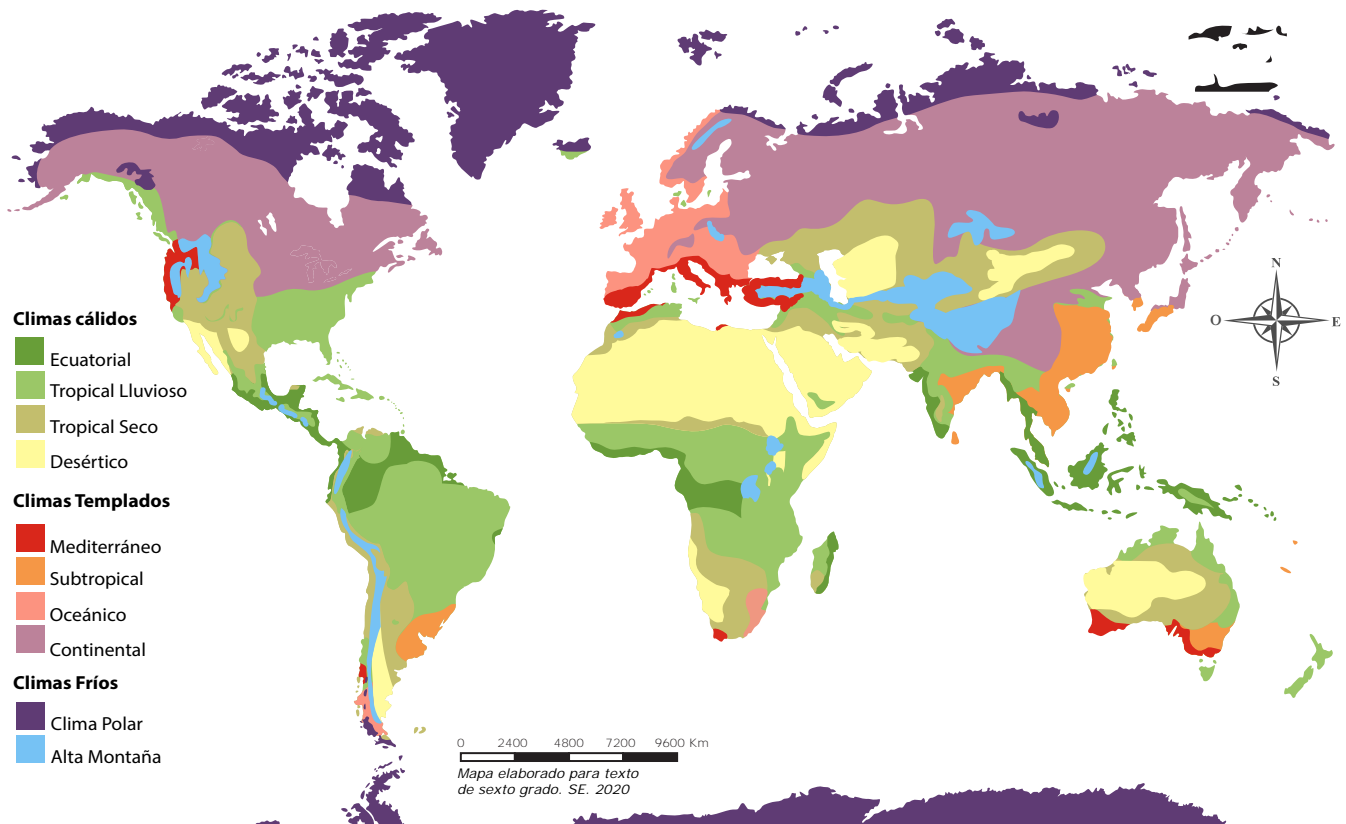 N
O
E
S
Climas cálidos
Ecuatorial
Tropical Lluvioso
Tropical Seco
Desértico
Climas Templados
Mediterráneo
Subtropical
Oceánico
Continental
Climas Fríos
Clima Polar
Alta Montaña
0 2400 4800 7200 9600 Km
Mapa elaborado para texto
de sexto grado. SE. 2020